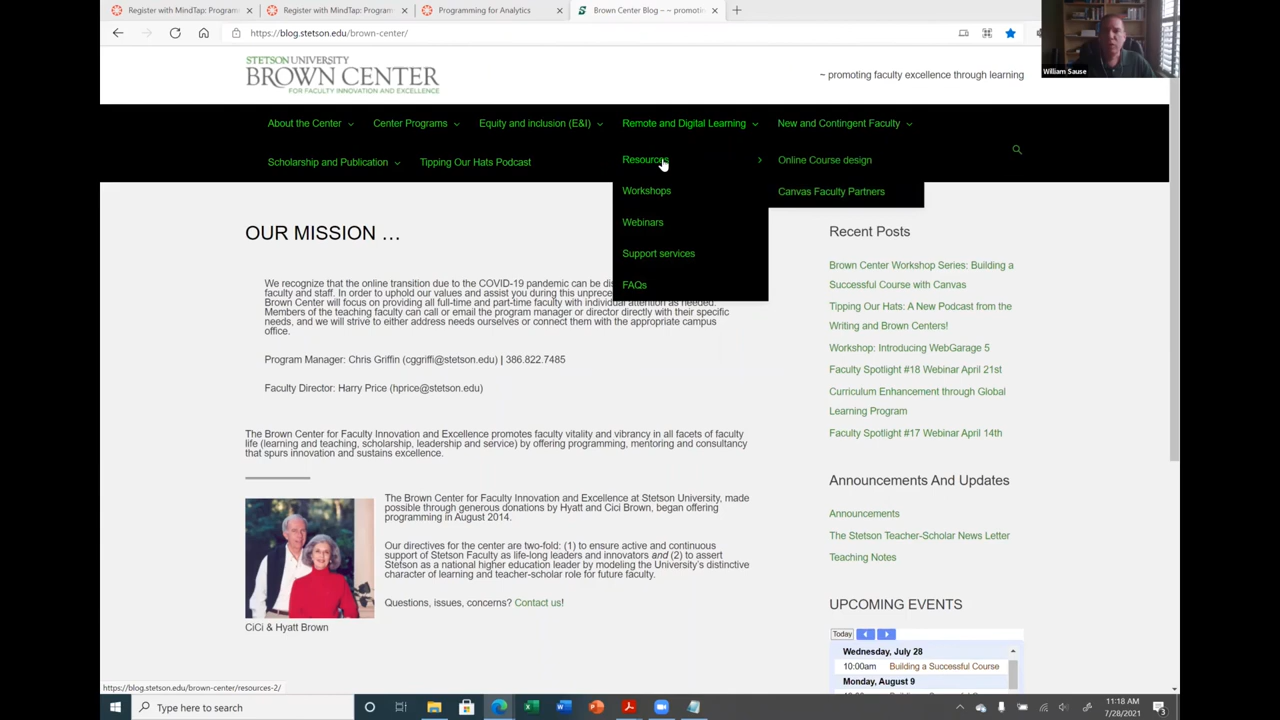 Register with MindTap: Program
Register with MindTap: Program
Programming for Analytics
Brown Center Blog – ~ promotin
https://blog.stetson.edu/brown-center/
William Sause
STETSON UNIVERSITY
BROWN CENTER
FOR FACULTY INNOVATION AND EXCELLENCE
~ promoting faculty excellence through learning
About the Center
Center Programs
Equity and inclusion (E&I)
Remote and Digital Learning
New and Contingent Faculty
Scholarship and Publication
Tipping Our Hats Podcast
Resources
Workshops
Webinars
Support services
FAQs
Online Course design
Canvas Faculty Partners
OUR MISSION …
We recognize that the online transition due to the COVID-19 pandemic can be dis
faculty and staff. In order to uphold our values and assist you during this unprece
Brown Center will focus on providing all full-time and part-time faculty with individual attention as needed.
Members of the teaching faculty can call or email the program manager or director directly with their specific
needs, and we will strive to either address needs ourselves or connect them with the appropriate campus
office.
Program Manager: Chris Griffin (cggriffi@stetson.edu) | 386.822.7485
Faculty Director: Harry Price (hprice@stetson.edu)
The Brown Center for Faculty Innovation and Excellence promotes faculty vitality and vibrancy in all facets of faculty
life (learning and teaching, scholarship, leadership and service) by offering programming, mentoring and consultancy
that spurs innovation and sustains excellence.
The Brown Center for Faculty Innovation and Excellence at Stetson University, made
possible through generous donations by Hyatt and Cici Brown, began offering
programming in August 2014.
Our directives for the center are two-fold: (1) to ensure active and continuous
support of Stetson Faculty as life-long leaders and innovators and (2) to assert
Stetson as a national higher education leader by modeling the University's distinctive
character of learning and teacher-scholar role for future faculty.
Questions, issues, concerns? Contact us!
CiCi & Hyatt Brown
Recent Posts
Brown Center Workshop Series: Building a
Successful Course with Canvas
Tipping Our Hats: A New Podcast from the
Writing and Brown Centers!
Workshop: Introducing WebGarage 5
Faculty Spotlight #18 Webinar April 21st
Curriculum Enhancement through Global
Learning Program
Faculty Spotlight #17 Webinar April 14th
Announcements And Updates
Announcements
The Stetson Teacher-Scholar News Letter
Teaching Notes
UPCOMING EVENTS
Today
Wednesday, July 28
10:00am Building a Successful Course
Monday, August 9
https://blog.stetson.edu/brown-center/resources-2/
Type here to search
11:18 AM
7/28/2021
3